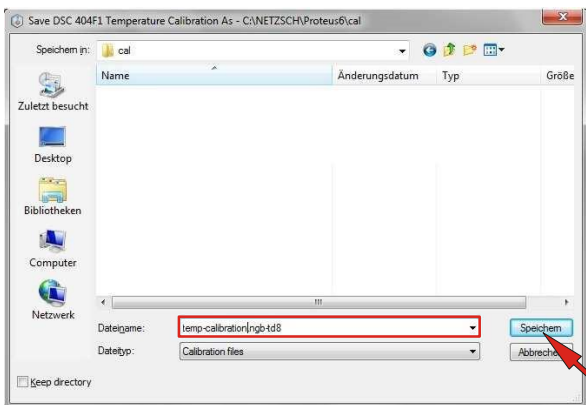 Save DSC 404F1 Temperature Calibration As - C:\NETZSCH\Proteus6\cal
Speichern in: cal
Name Änderungsdatum Typ Größe
Zuletzt besucht
Desktop
Bibliotheken
Computer
Netzwerk
Dateiname: temp-calibration.ngb-td8 Speichern
Dateityp: Calibration files Abbrechen
Keep directory